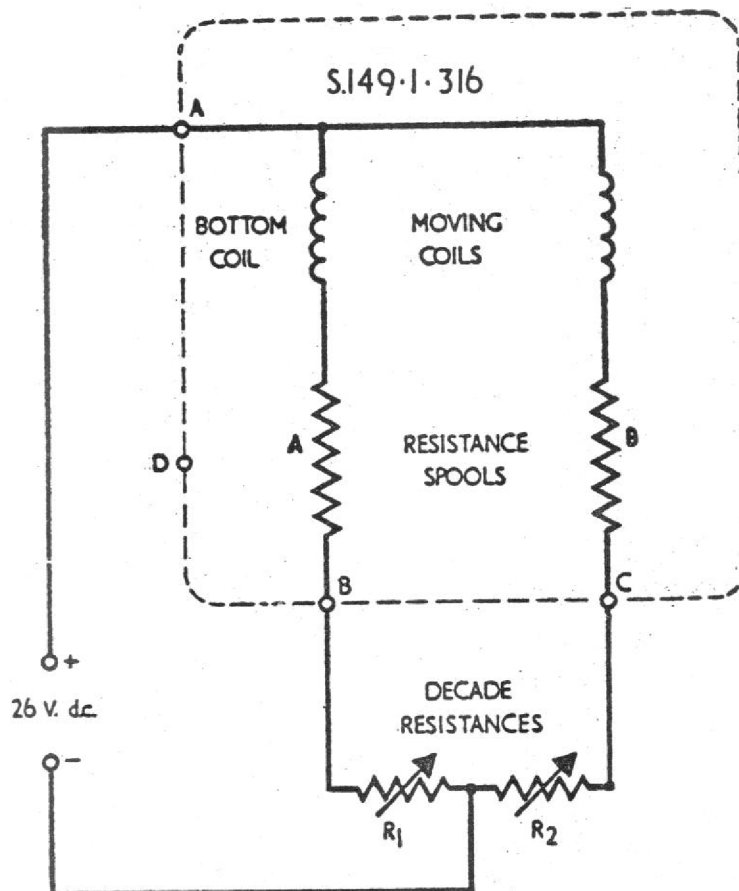 S.149·1·316
A
BOTTOM
COIL
MOVING
COILS
A
RESISTANCE
SPOOLS
B
D
B
C
+
26 V. d.c.
-
DECADE
RESISTANCES
R1
R2